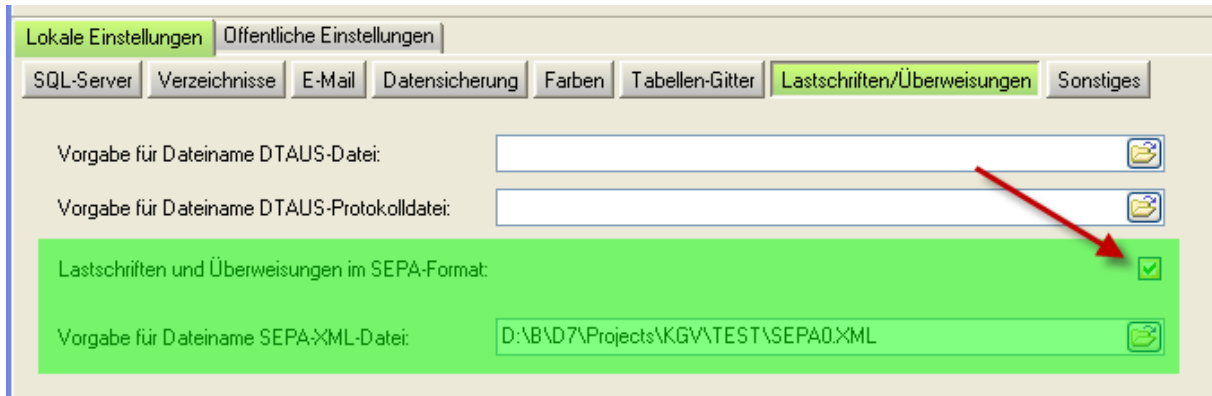 Lokale Einstellungen Öffentliche Einstellungen
SQL-Server Verzeichnisse E-Mail Datensicherung Farben Tabellen-Gitter Lastschriften/Überweisungen Sonstiges
Vorgabe für Dateiname DTAUS-Datei:
Vorgabe für Dateiname DTAUS-Protokolldatei:
Lastschriften und Überweisungen im SEPA-Format:
Vorgabe für Dateiname SEPA-XML-Datei: D:\B\D7\Projects\KGV\TEST\SEPA0.XML